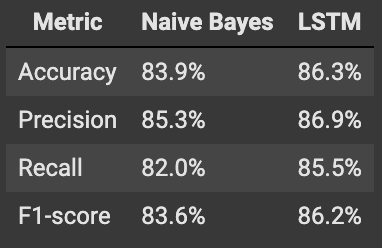 Metric Naive Bayes LSTM
Accuracy 83.9% 86.3%
Precision 85.3% 86.9%
Recall 82.0% 85.5%
F1-score 83.6% 86.2%